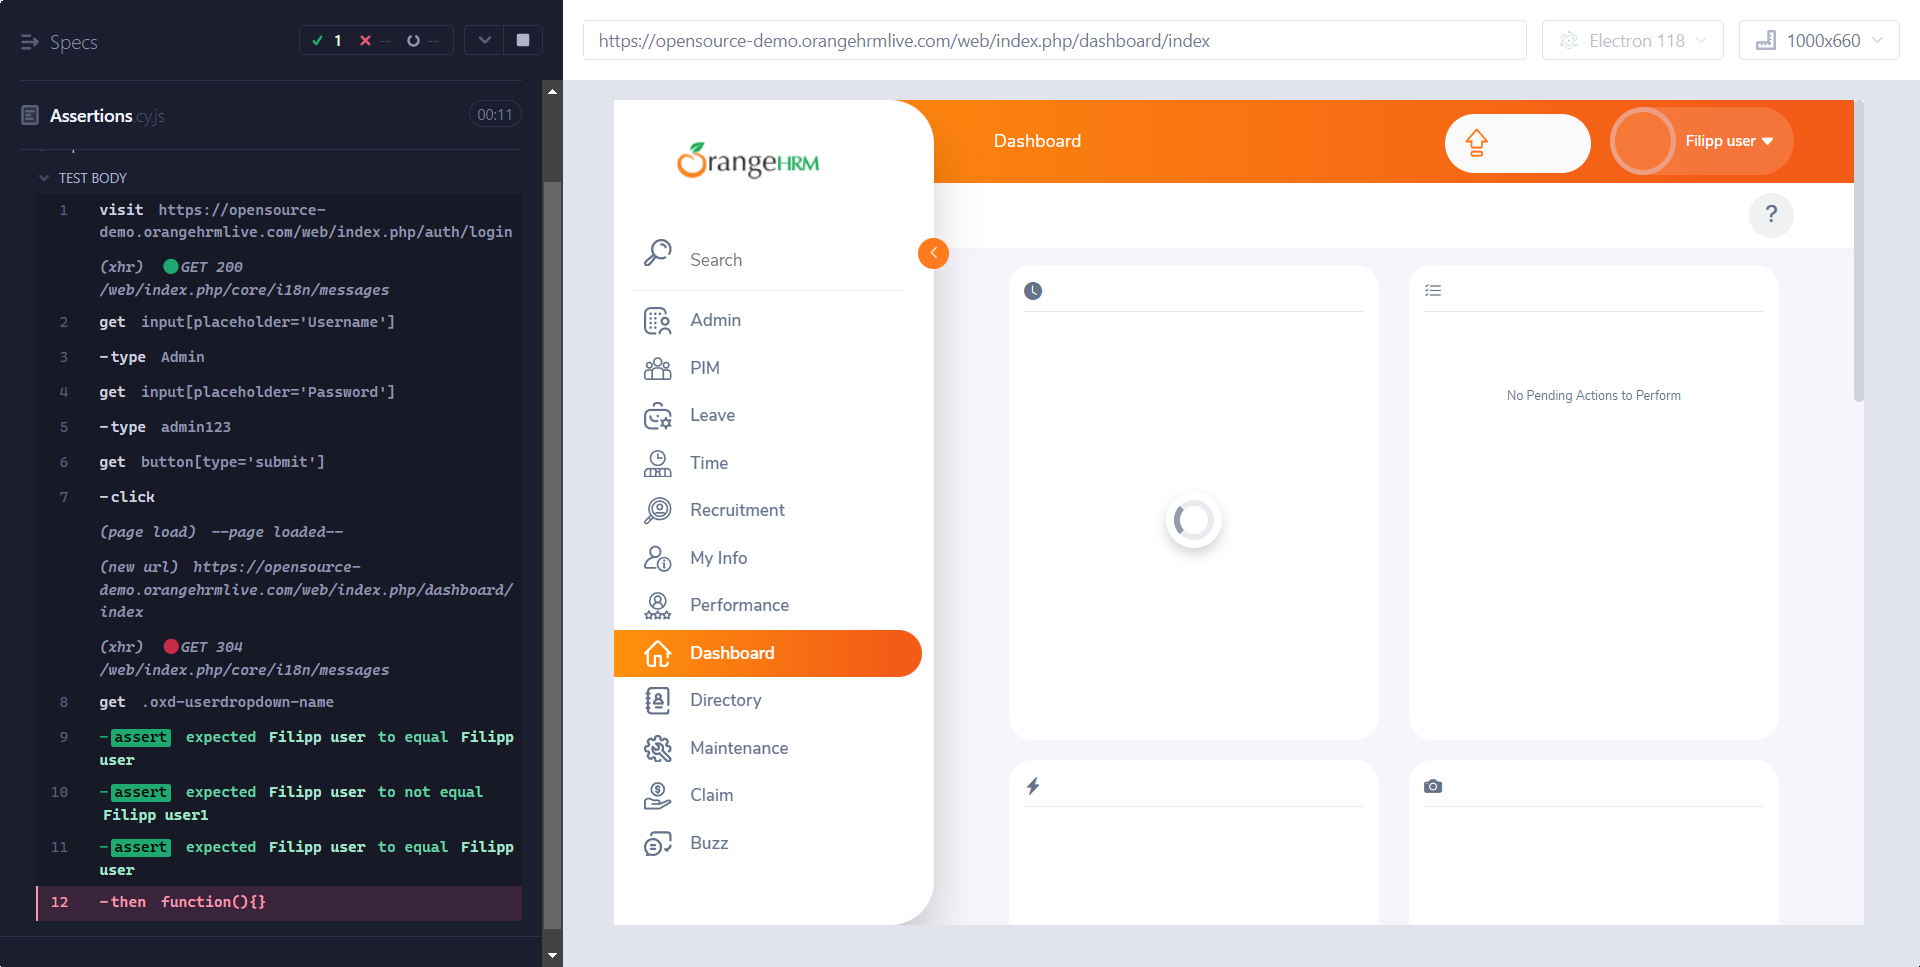 Specs
1 -- --
Assertions.cy.js
00:11
TEST BODY
1 visit https://opensource-
demo.orangehrmlive.com/web/index.php/auth/login
(xhr) GET 200
/web/index.php/core/i18n/messages
2 get input[placeholder='Username']
3 -type Admin
4 get input[placeholder='Password']
5 -type admin123
6 get button[type='submit']
7 -click
(page load) --page loaded--
(new url) https://opensource-
demo.orangehrmlive.com/web/index.php/dashboard/
index
(xhr) GET 304
/web/index.php/core/i18n/messages
8 get .oxd-userdropdown-name
9 -assert expected Filipp user to equal Filipp
user
10 -assert expected Filipp user to not equal
Filipp user1
11 -assert expected Filipp user to equal Filipp
user
12 -then function(){}
https://opensource-demo.orangehrmlive.com/web/index.php/dashboard/index
Electron 118
1000x660
OrangeHRM
Search
Admin
PIM
Leave
Time
Recruitment
My Info
Performance
Dashboard
Directory
Maintenance
Claim
Buzz
Dashboard
Filipp user
?
No Pending Actions to Perform